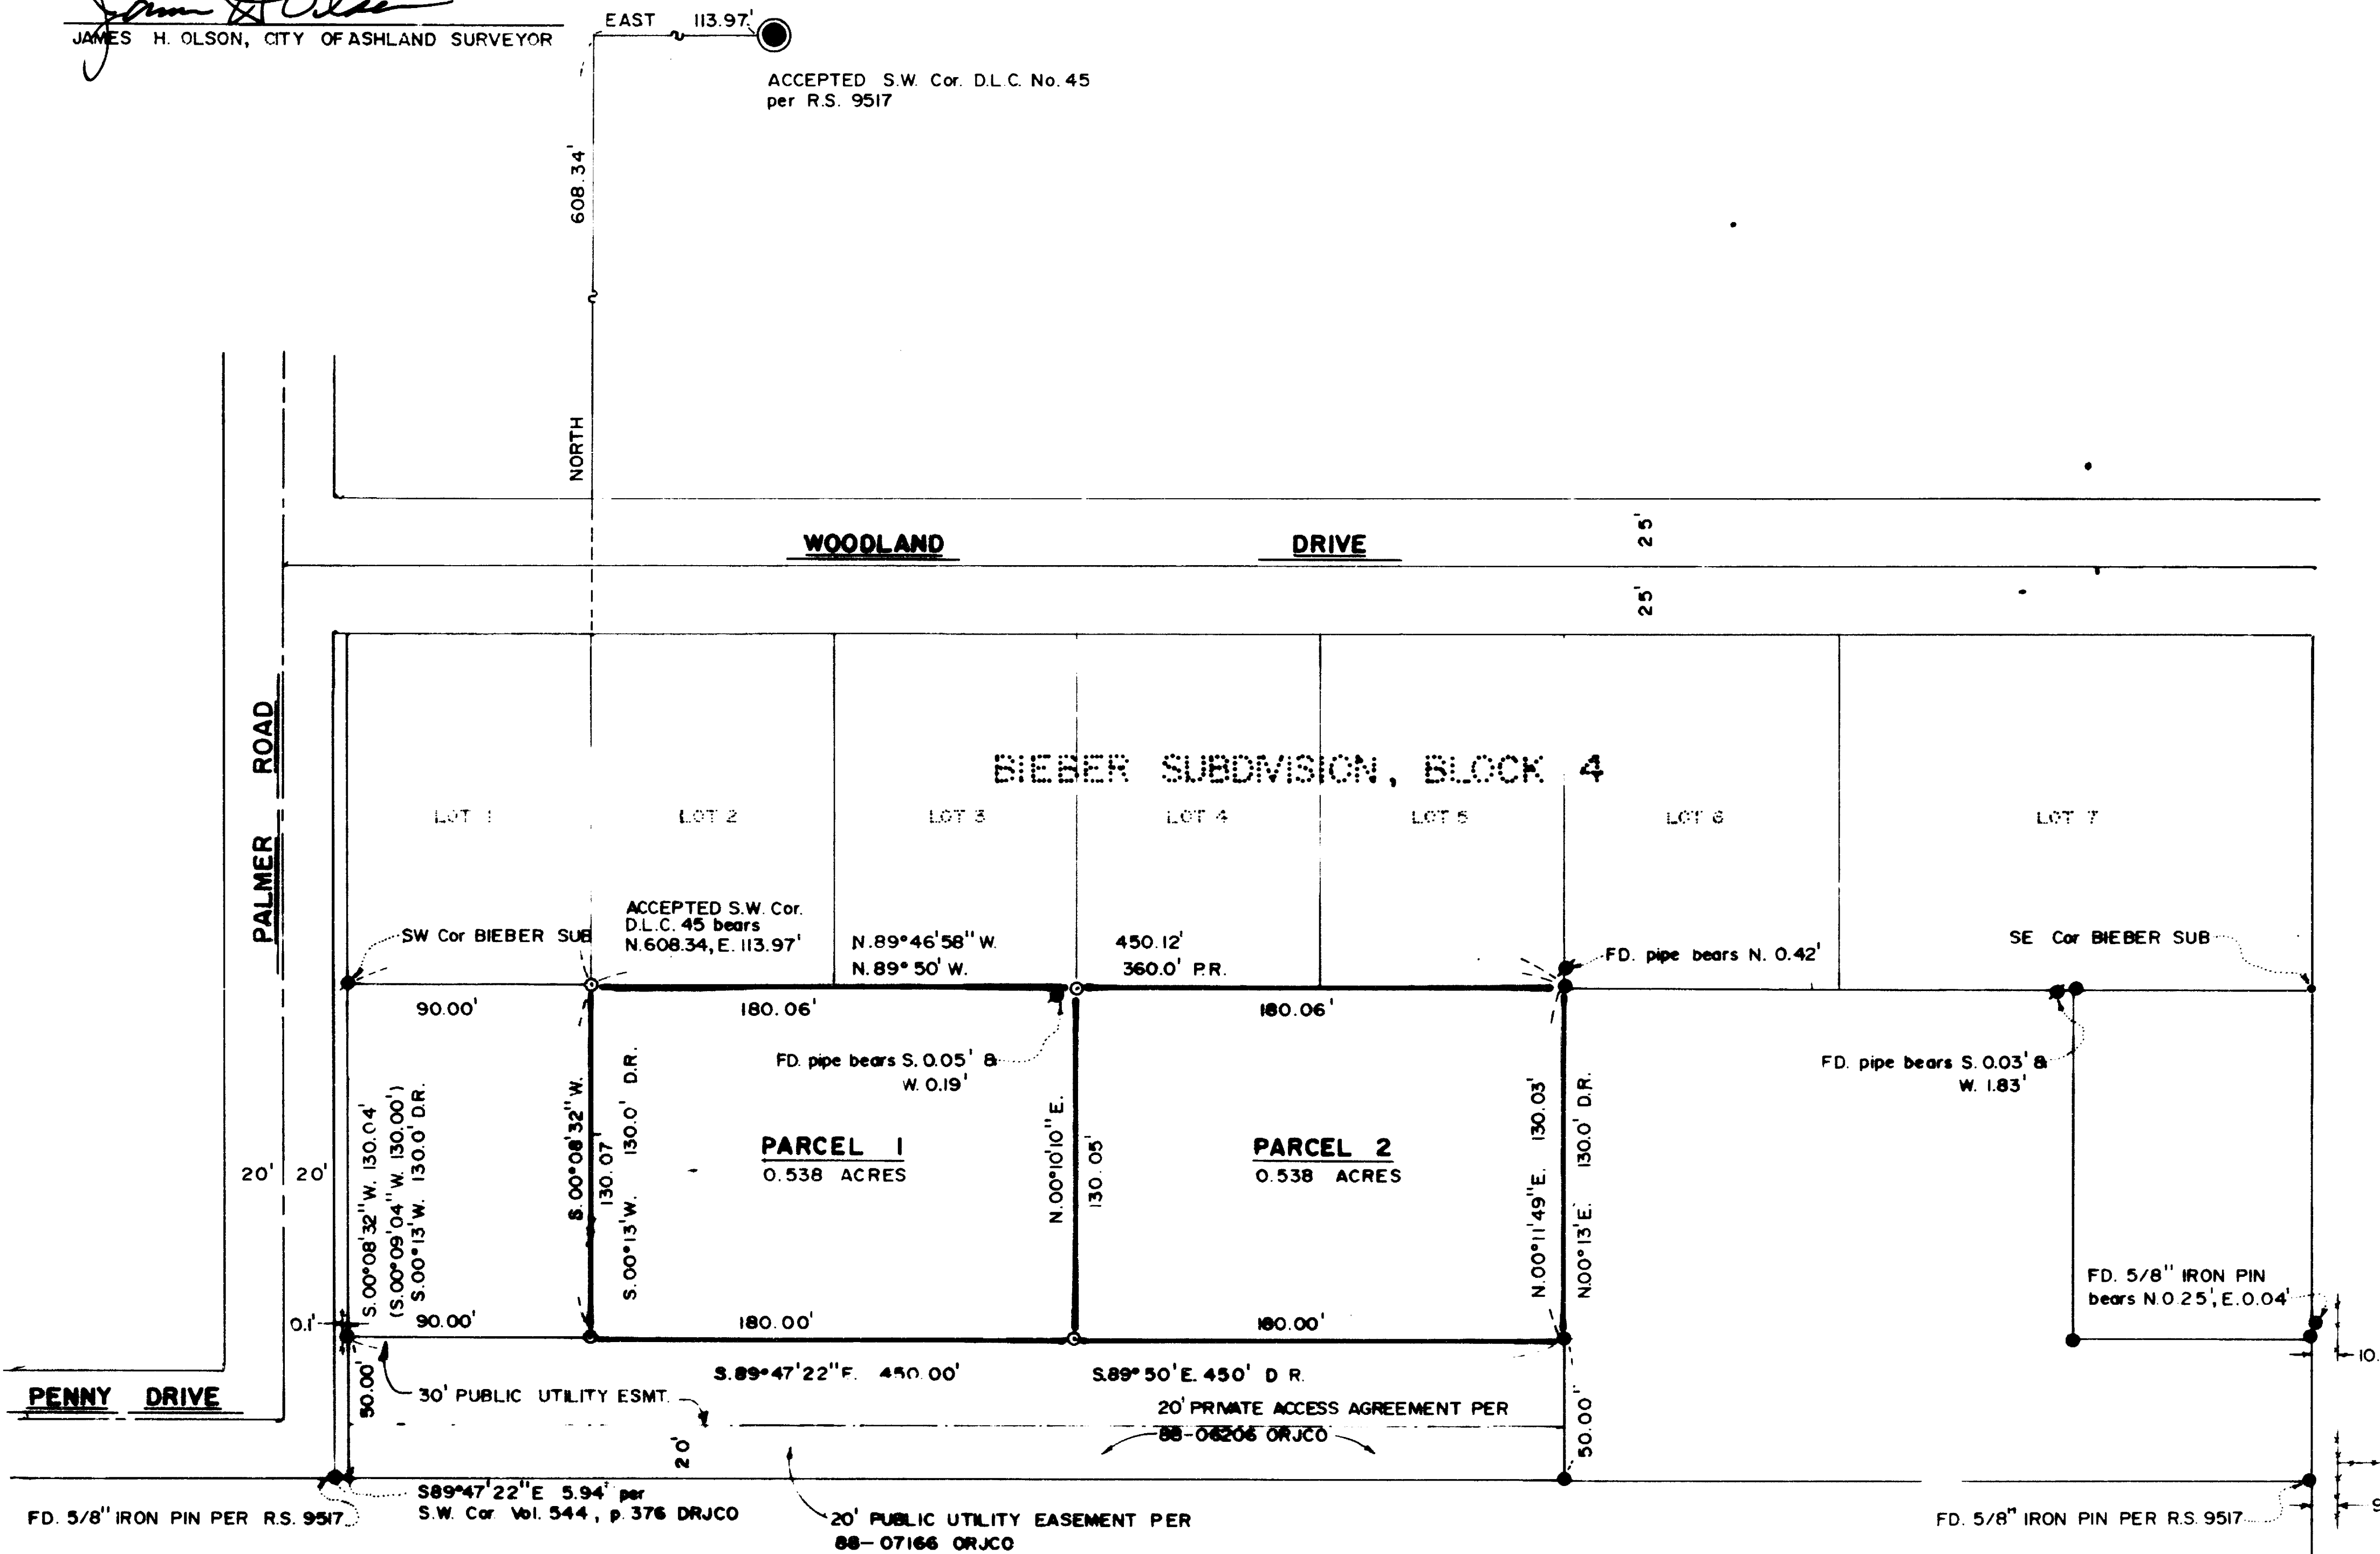 EAST 113.97'
JAMES H. OLSON, CITY OF ASHLAND SURVEYOR
ACCEPTED S.W. Cor. D.L.C. No. 45
per R.S. 9517
608.34'
NORTH
WOODLAND DRIVE
25'
25'
PALMER ROAD
BIEBER SUBDIVISION, BLOCK 4
LOT 1
LOT 2
LOT 3
LOT 4
LOT 5
LOT 6
LOT 7
SW Cor BIEBER SUB
ACCEPTED S.W. Cor.
D.L.C. 45 bears
N.608.34, E. 113.97'
N.89°46'58" W. 450.12'
N.89°50' W. 360.0' P.R.
FD. pipe bears N. 0.42'
SE Cor BIEBER SUB
90.00'
180.06'
180.06'
FD. pipe bears S. 0.05' &
W. 0.19'
FD. pipe bears S. 0.03' &
W. 1.83'
S.00°08'32" W. 130.04'
(S.00°09'04" W. 130.00')
S.00°13' W. 130.0' D.R.
S.00°08'32" W.
130.07'
S.00°13' W. 130.0' D.R.
PARCEL 1
0.538 ACRES
N.00°10'10" E.
130.05'
PARCEL 2
0.538 ACRES
N.00°11'49" E. 130.03'
N.00°13' E. 130.0' D.R.
20' 20'
FD. 5/8" IRON PIN
bears N.0.25', E.0.04'
0.1'
90.00'
180.00'
180.00'
10.
S.89°47'22" E. 450.00'
S.89°50' E. 450' D R.
PENNY DRIVE
50.00'
30' PUBLIC UTILITY ESMT.
20' PRIVATE ACCESS AGREEMENT PER
88-06206 ORJCO
50.00'
20'
S89°47'22"E 5.94' per
S.W. Cor Vol. 544, p. 376 DRJCO
FD. 5/8" IRON PIN PER R.S. 9517
20' PUBLIC UTILITY EASEMENT PER
88-07166 ORJCO
FD. 5/8" IRON PIN PER R.S. 9517
9